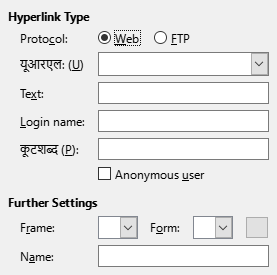 Hyperlink Type
Protocol: Web FTP
यूआरएल: (U)
Text:
Login name:
कूटशब्द (P):
Anonymous user
Further Settings
Frame: Form:
Name: